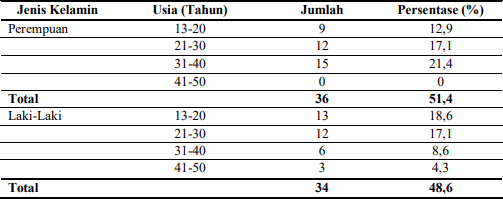 Jenis Kelamin Usia (Tahun) Jumlah Persentase (%)
Perempuan 13-20 9 12,9
21-30 12 17,1
31-40 15 21,4
41-50 0 0
Total 36 51,4
Laki-Laki 13-20 13 18,6
21-30 12 17,1
31-40 6 8,6
41-50 3 4,3
Total 34 48,6